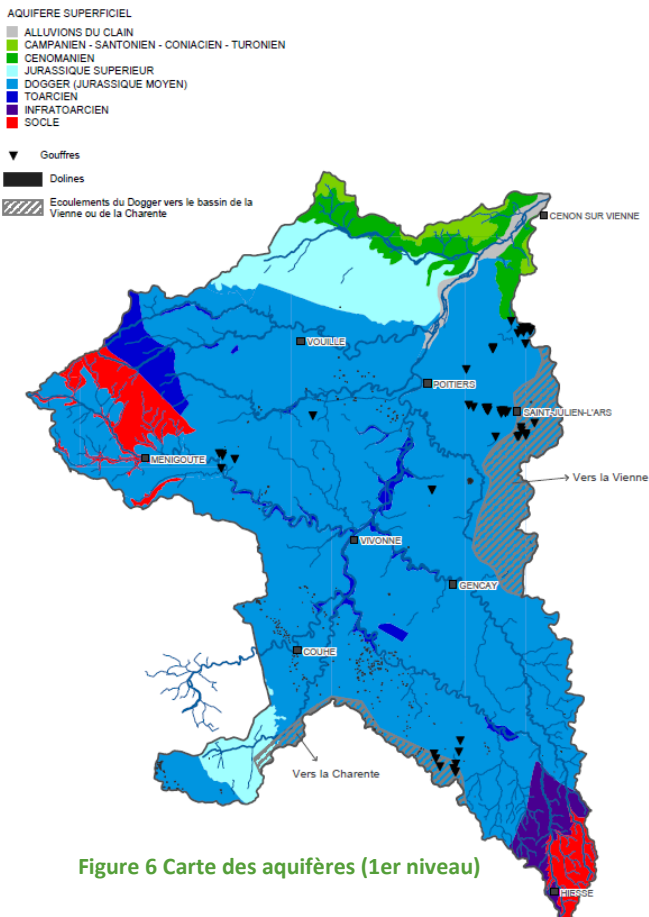 AQUIFERE SUPERFICIEL
ALLUVIONS DU CLAIN
CAMPANIEN - SANTONIEN - CONIACIEN - TURONIEN
CENOMANIEN
JURASSIQUE SUPERIEUR
DOGGER (JURASSIQUE MOYEN)
TOARCIEN
INFRATOARCIEN
SOCLE
Gouffres
Dolines
Ecoulements du Dogger vers le bassin de la
Vienne ou de la Charente
CENON SUR VIENNE
VOUILLE
POITIERS
SAINT-JULIEN-L'ARS
MENIGOUTE
Vers la Vienne
VIVONNE
GENCAY
COUHE
Vers la Charente
Figure 6 Carte des aquifères (1er niveau)
HIESSE